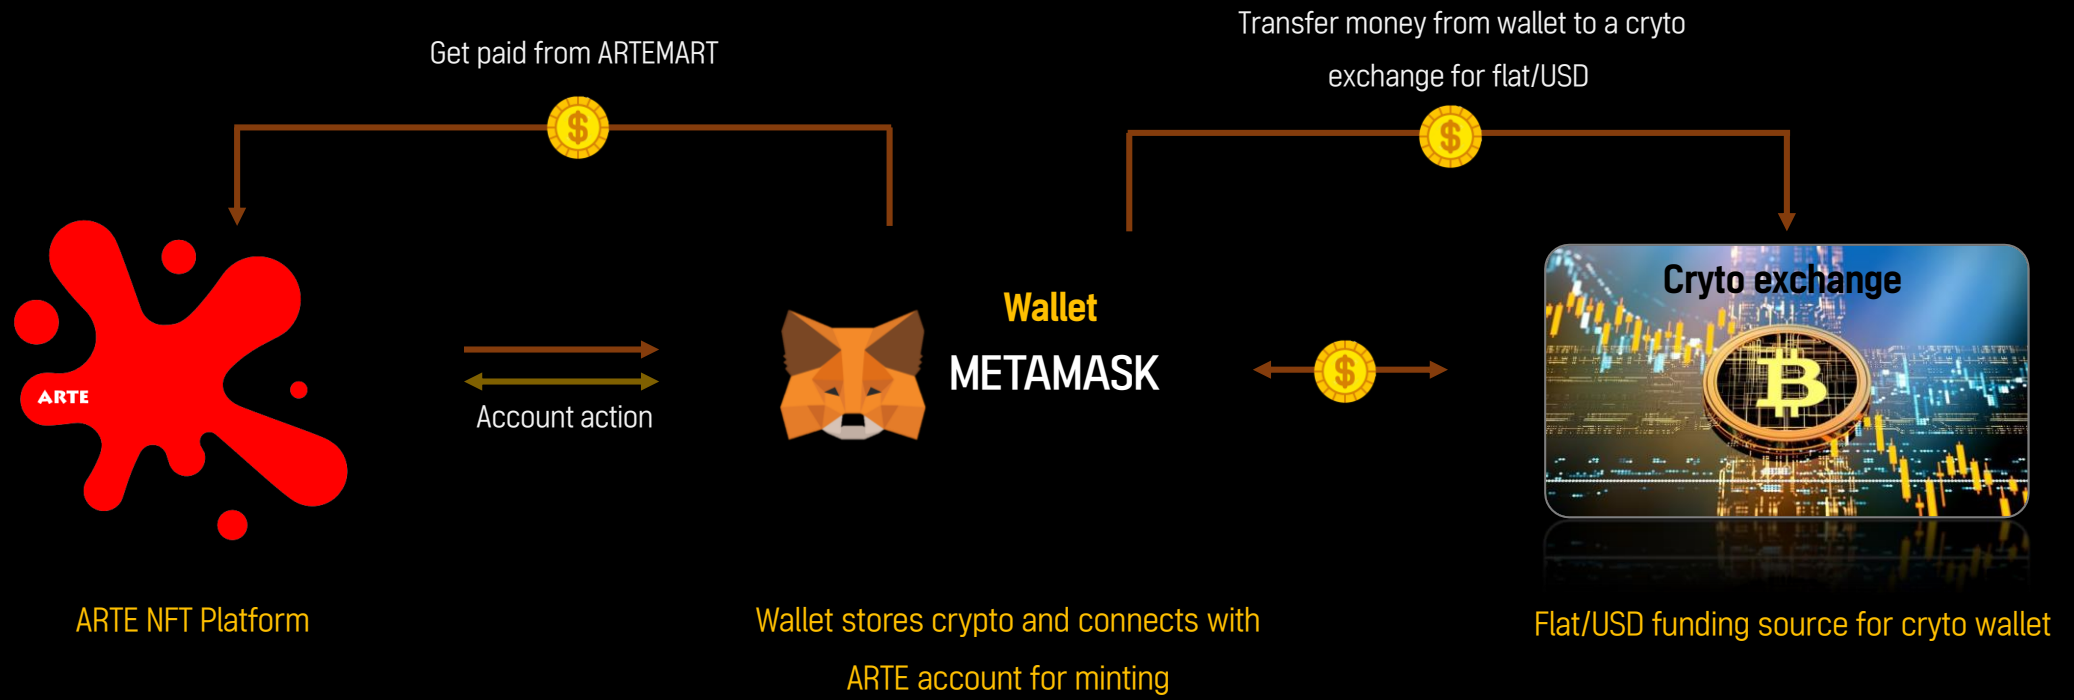 Get paid from ARTEMART
Transfer money from wallet to a cryto
exchange for flat/USD
ARTE
Account action
Wallet
METAMASK
Cryto exchange
ARTE NFT Platform
Wallet stores crypto and connects with
ARTE account for minting
Flat/USD funding source for cryto wallet